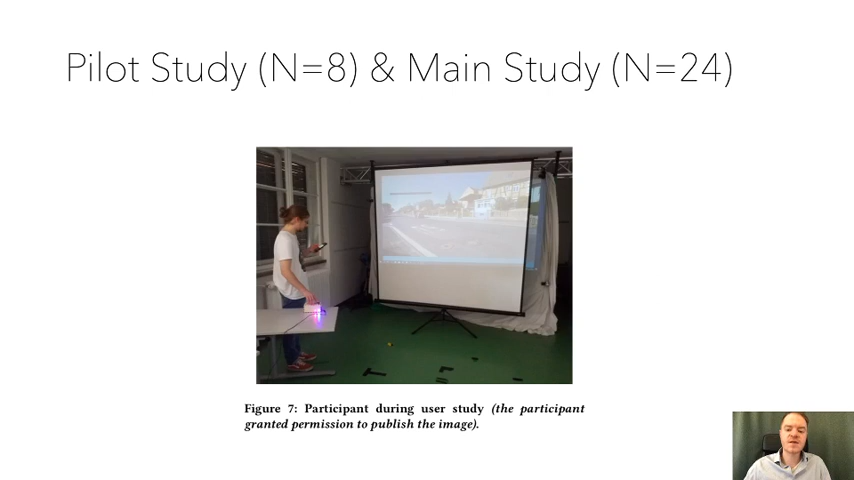 Pilot Study (N=8) & Main Study (N=24)
Figure 7: Participant during user study (the participant
granted permission to publish the image).